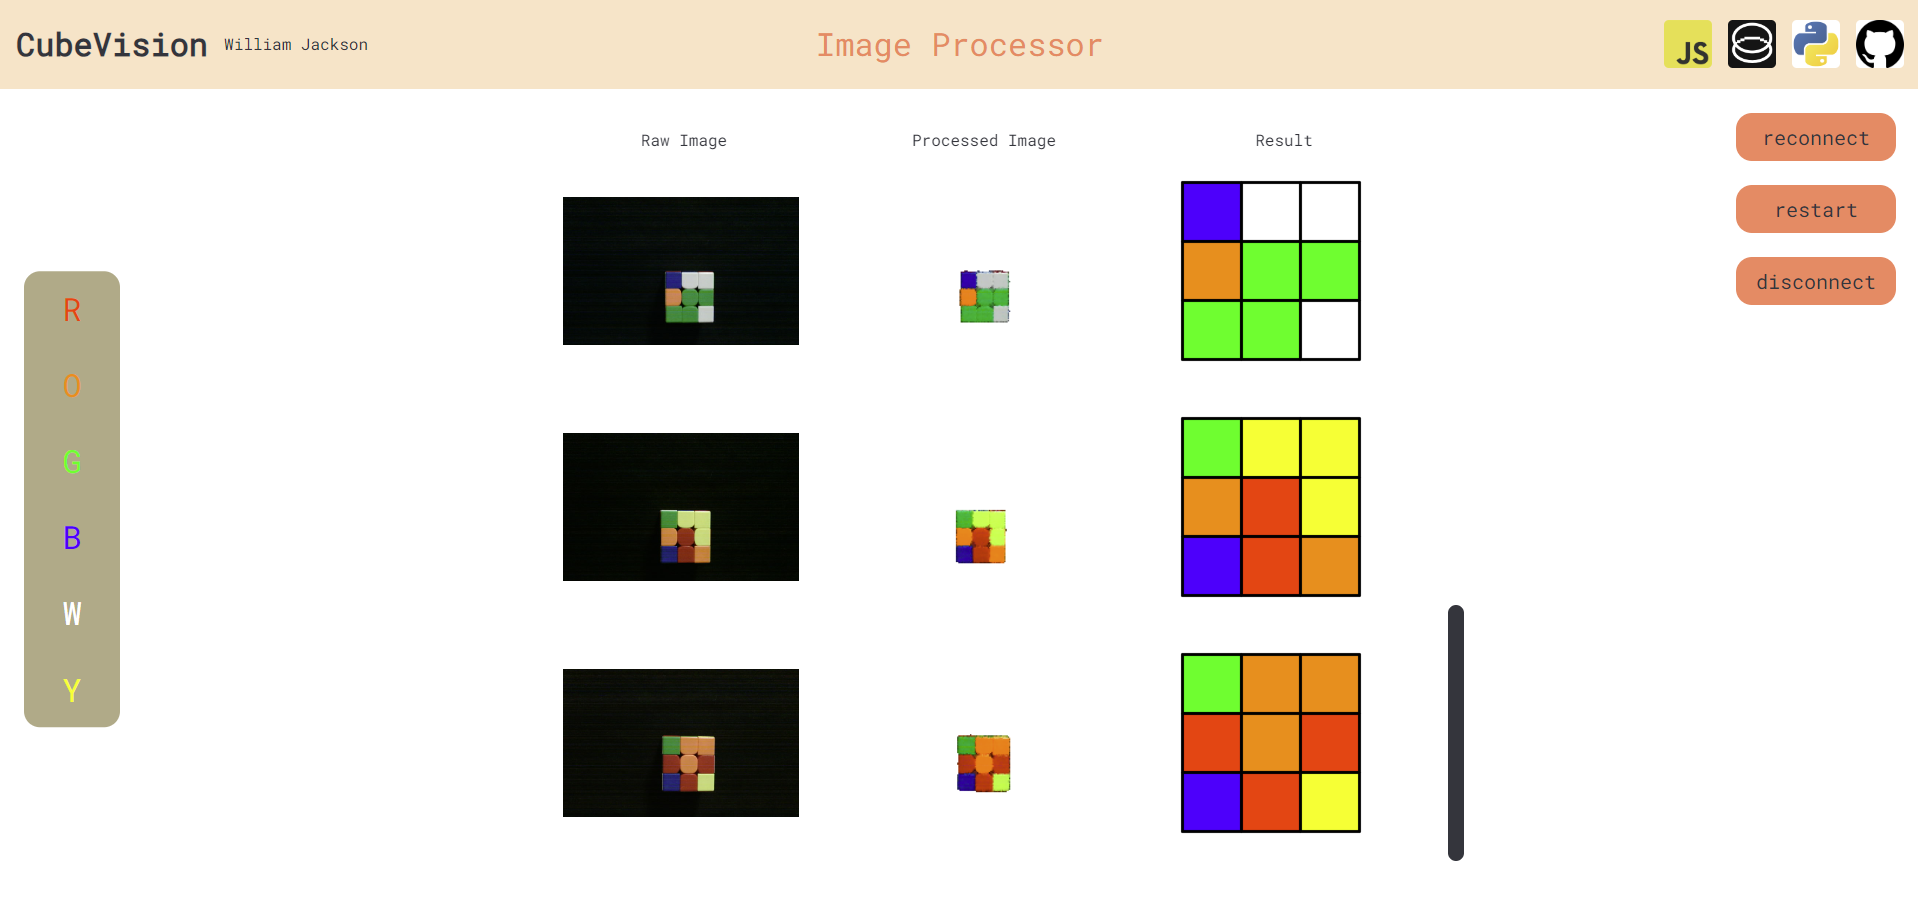 CubeVision William Jackson
Image Processor
JS
Raw Image
Processed Image
Result
reconnect
restart
disconnect
R
O
G
B
W
Y